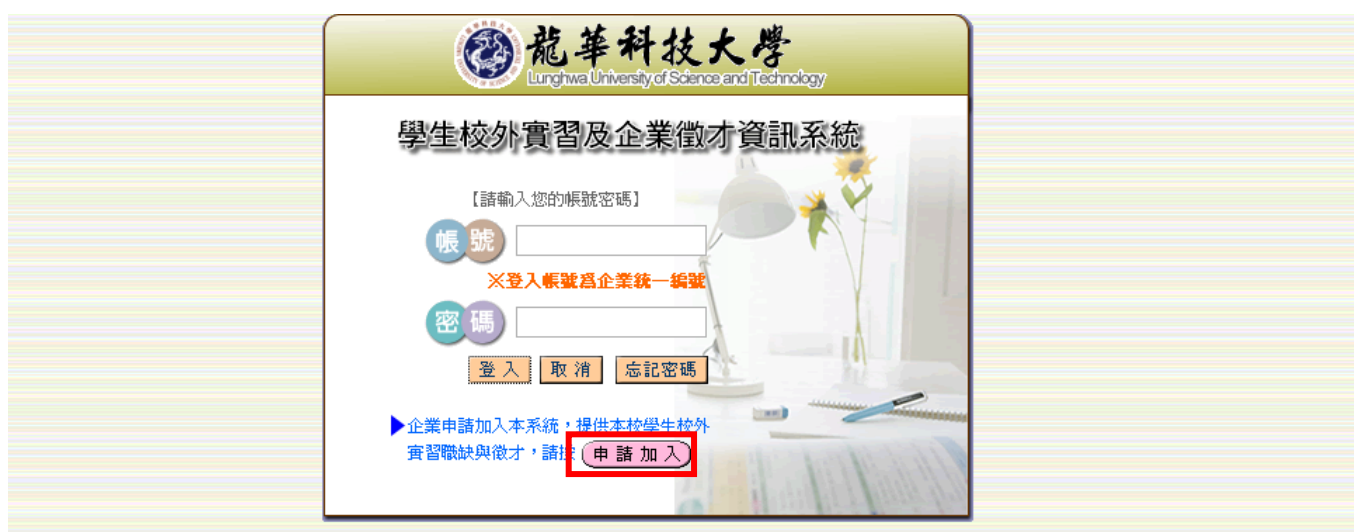 龍華科技大學
Lunghwa University of Science and Technology
學生校外實習及企業徵才資訊系統
【請輸入您的帳號密碼】
帳號
※登入帳號為企業統一編號
密碼
登入 取消 忘記密碼
企業申請加入本系統，提供本校學生校外
實習職缺與徵才，請按 申請加入